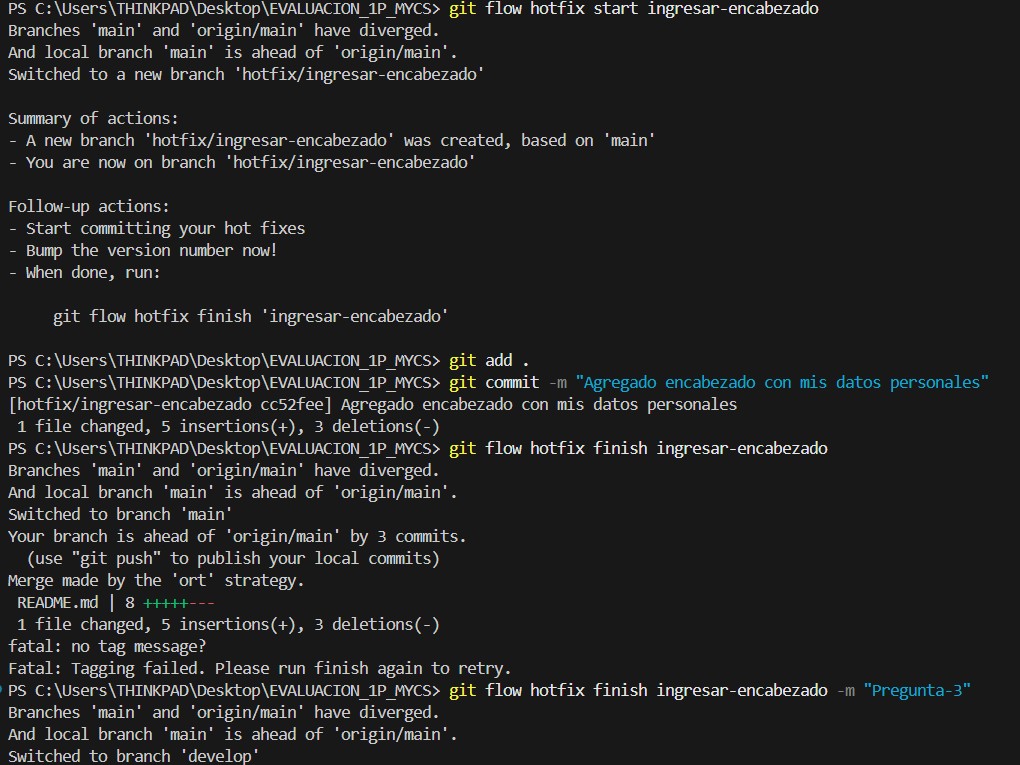 PS C:\Users\THINKPAD\Desktop\EVALUACION_1P_MYCS> git flow hotfix start ingresar-encabezado
Branches 'main' and 'origin/main' have diverged.
And local branch 'main' is ahead of 'origin/main'.
Switched to a new branch 'hotfix/ingresar-encabezado'
Summary of actions:
- A new branch 'hotfix/ingresar-encabezado' was created, based on 'main'
- You are now on branch 'hotfix/ingresar-encabezado'
Follow-up actions:
- Start committing your hot fixes
- Bump the version number now!
- When done, run:
git flow hotfix finish 'ingresar-encabezado'
PS C:\Users\THINKPAD\Desktop\EVALUACION_1P_MYCS> git add .
PS C:\Users\THINKPAD\Desktop\EVALUACION_1P_MYCS> git commit -m "Agregado encabezado con mis datos personales"
[hotfix/ingresar-encabezado cc52fee] Agregado encabezado con mis datos personales
1 file changed, 5 insertions(+), 3 deletions(-)
PS C:\Users\THINKPAD\Desktop\EVALUACION_1P_MYCS> git flow hotfix finish ingresar-encabezado
Branches 'main' and 'origin/main' have diverged.
And local branch 'main' is ahead of 'origin/main'.
Switched to branch 'main'
Your branch is ahead of 'origin/main' by 3 commits.
(use "git push" to publish your local commits)
Merge made by the 'ort' strategy.
README.md | 8 +++++---
1 file changed, 5 insertions(+), 3 deletions(-)
fatal: no tag message?
Fatal: Tagging failed. Please run finish again to retry.
PS C:\Users\THINKPAD\Desktop\EVALUACION_1P_MYCS> git flow hotfix finish ingresar-encabezado -m "Pregunta-3"
Branches 'main' and 'origin/main' have diverged.
And local branch 'main' is ahead of 'origin/main'.
Switched to branch 'develop'